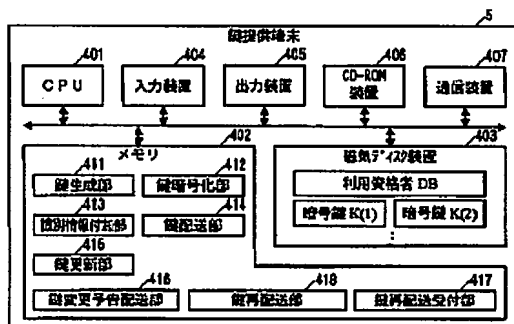 5
鍵提供端末
401
404
405
406
407
CPU
入力装置
出力装置
CD-ROM
装置
通信装置
402
403
メモリ
磁気ディスク装置
411
412
鍵生成部
鍵暗号化部
利用資格者 DB
413
414
識別情報付加部
鍵配送部
暗号鍵 K(1)
暗号鍵 K(2)
415
鍵更新部
416
418
417
鍵変更予告配送部
鍵再配送部
鍵再配送受付部